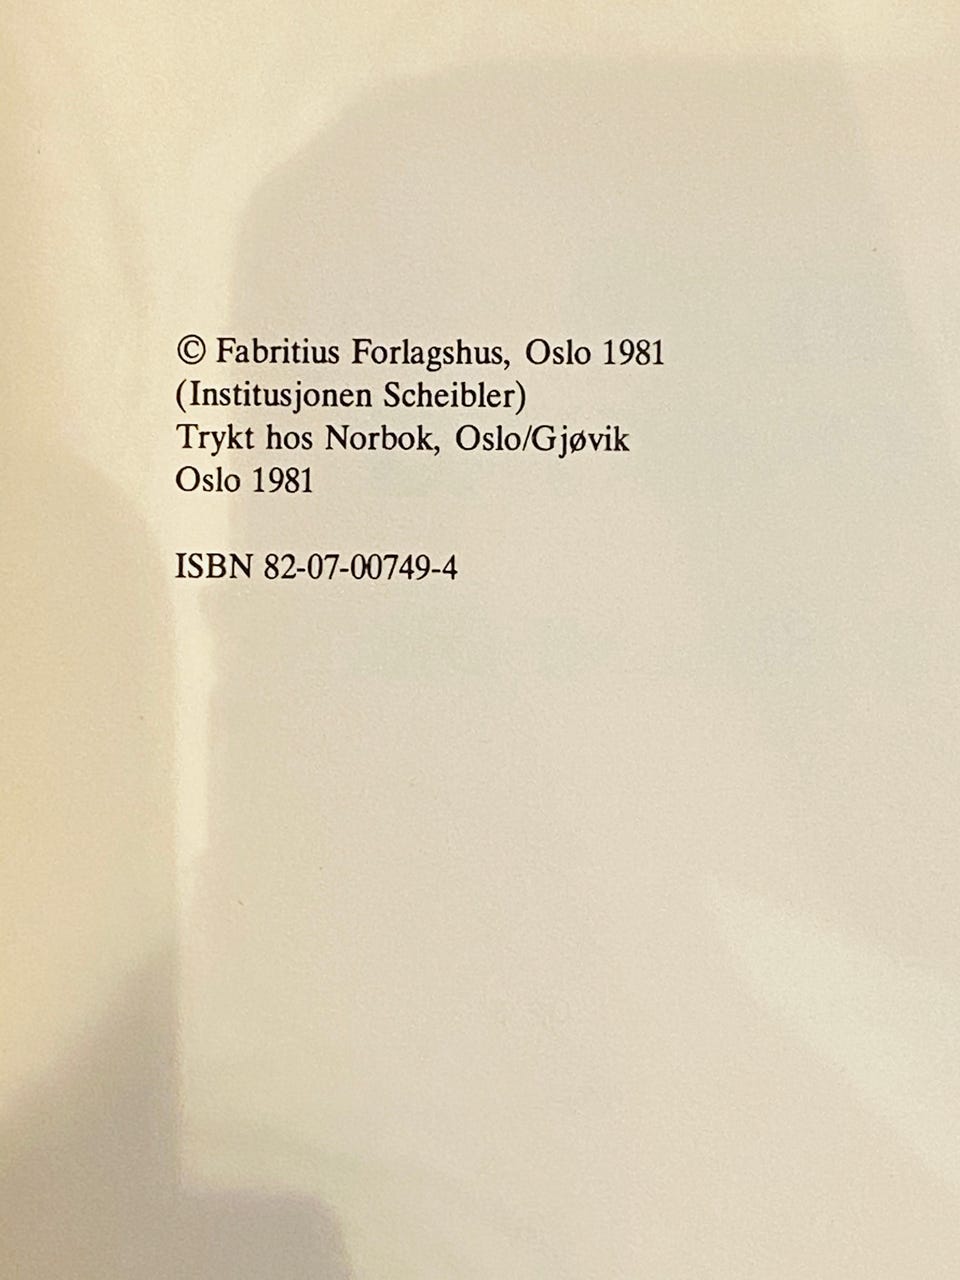 © Fabritius Forlagshus, Oslo 1981
(Institusjonen Scheibler)
Trykt hos Norbok, Oslo/Gjøvik
Oslo 1981
ISBN 82-07-00749-4